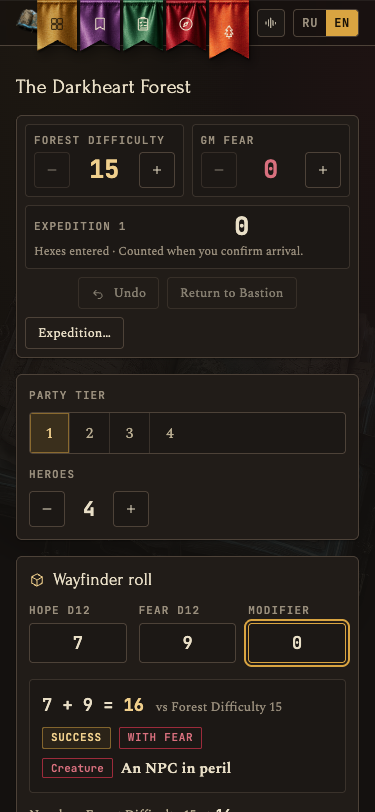 RU EN
The Darkheart Forest
FOREST DIFFICULTY GM FEAR
− 15 + − 0 +
EXPEDITION 1 0
Hexes entered · Counted when you confirm arrival.
Undo Return to Bastion
Expedition…
PARTY TIER
1 2 3 4
HEROES
− 4 +
Wayfinder roll
HOPE D12 FEAR D12 MODIFIER
7 9 0
7 + 9 = 16 vs Forest Difficulty 15
SUCCESS WITH FEAR
Creature An NPC in peril